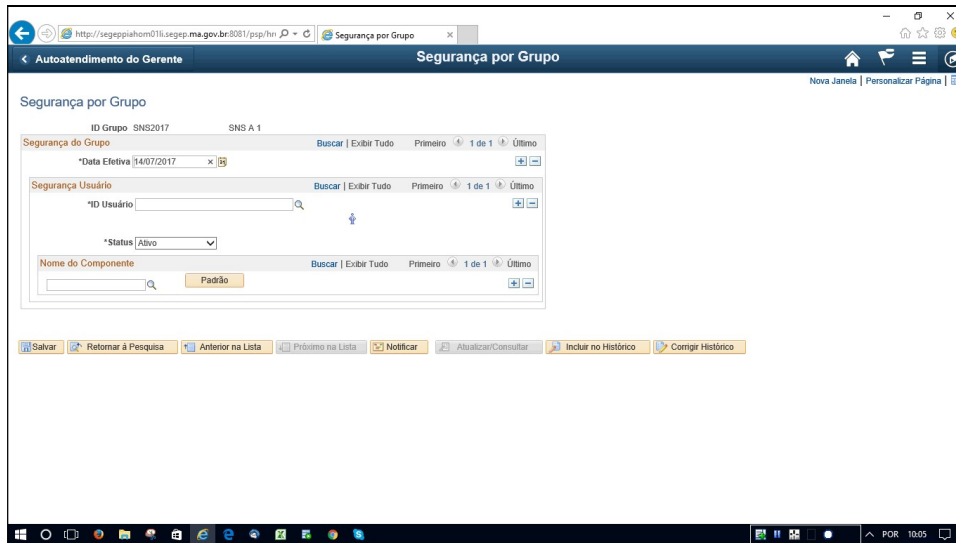 http://segeppiahom01li.segep.ma.gov.br:8081/psp/hr
Segurança por Grupo
Autoatendimento do Gerente
Segurança por Grupo
Nova Janela | Personalizar Página |
Segurança por Grupo
ID Grupo SNS2017 SNS A 1
Segurança do Grupo Buscar | Exibir Tudo Primeiro 1 de 1 Último
*Data Efetiva 14/07/2017
Segurança Usuário Buscar | Exibir Tudo Primeiro 1 de 1 Último
*ID Usuário
*Status Ativo
Nome do Componente Buscar | Exibir Tudo Primeiro 1 de 1 Último
Padrão
Salvar Retornar à Pesquisa Anterior na Lista Próximo na Lista Notificar Atualizar/Consultar Incluir no Histórico Corrigir Histórico
POR 10:05